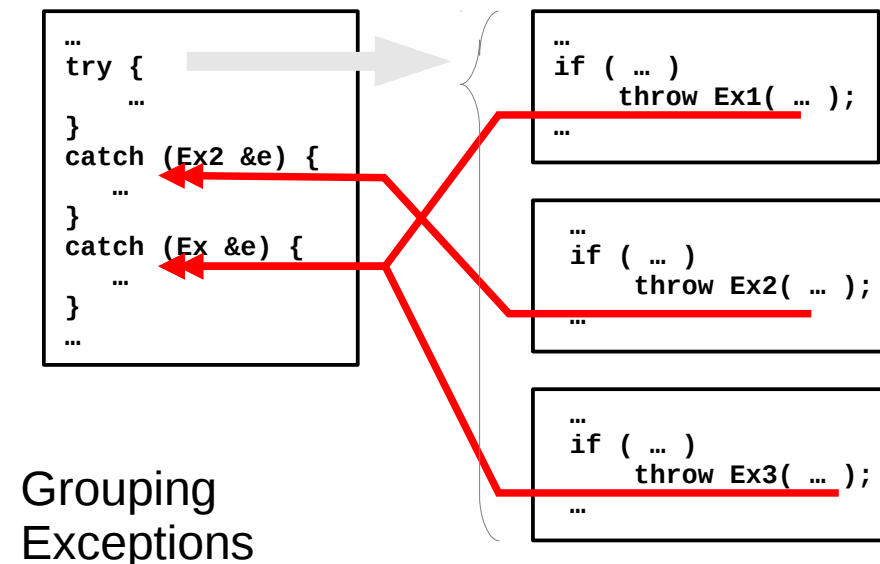 …
try {
…
}
catch (Ex2 &e) {
…
}
catch (Ex &e) {
…
}
…
…
if ( … )
throw Ex1( … );
…
…
if ( … )
throw Ex2( … );
…
…
if ( … )
throw Ex3( … );
…
Grouping
Exceptions